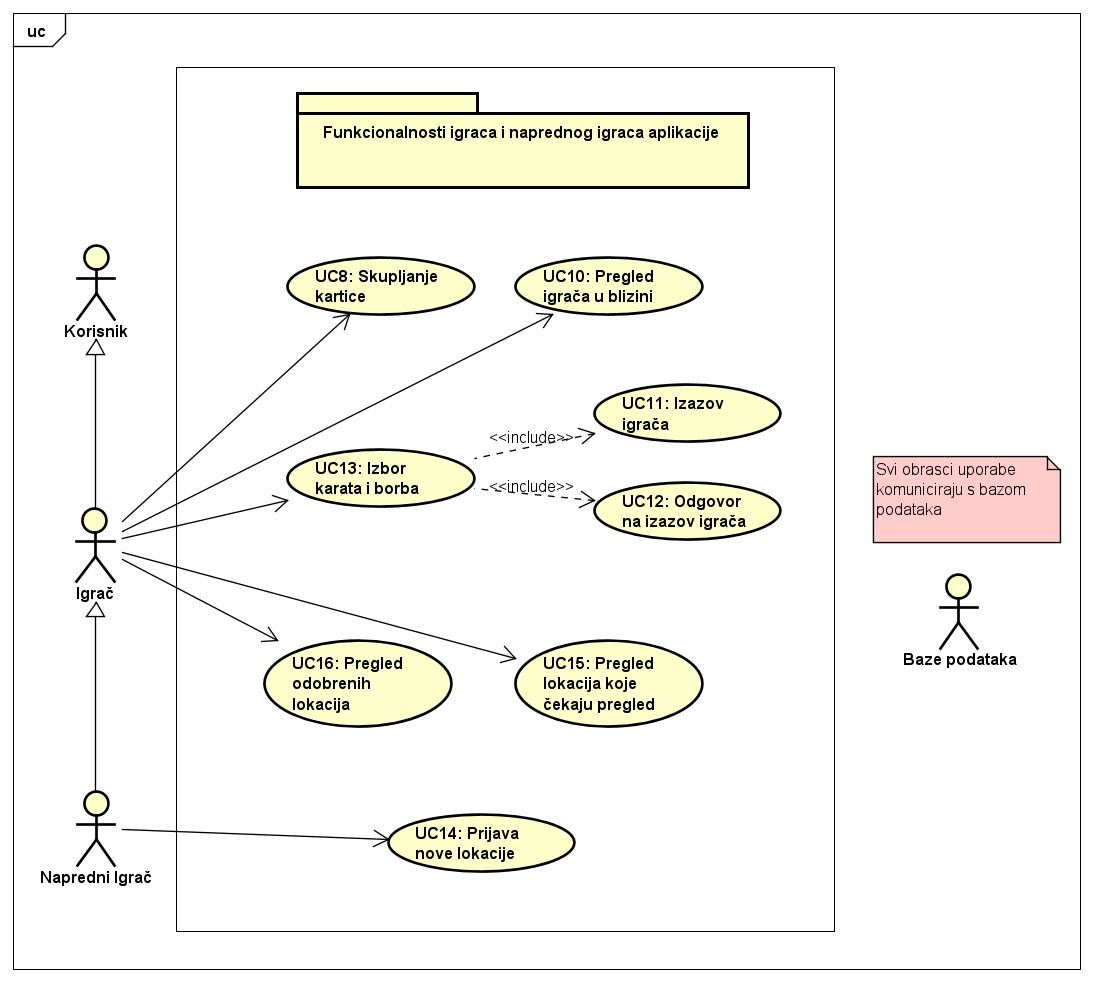 uc
Funkcionalnosti igraca i naprednog igraca aplikacije
Korisnik
UC8: Skupljanje
kartice
UC10: Pregled
igrača u blizini
UC11: Izazov
igrača
<<include>>
UC13: Izbor
karata i borba
<<include>>
UC12: Odgovor
na izazov igrača
Svi obrasci uporabe
komuniciraju s bazom
podataka
Igrač
Baze podataka
UC16: Pregled
odobrenih
lokacija
UC15: Pregled
lokacija koje
čekaju pregled
UC14: Prijava
nove lokacije
Napredni Igrač